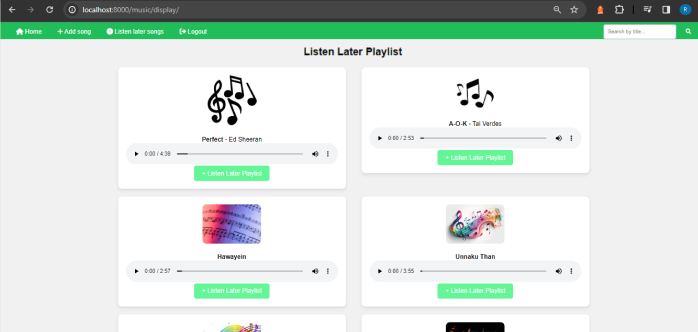 localhost:8000/music/display/
R
Home
+ Add song
Listen later songs
Logout
Search by title...
Listen Later Playlist
Perfect - Ed Sheeran
0:00 / 4:39
+ Listen Later Playlist
A-O-K - Tai Verdes
0:00 / 2:53
+ Listen Later Playlist
Hawayein
0:00 / 2:57
+ Listen Later Playlist
Unnaku Than
0:00 / 3:55
+ Listen Later Playlist